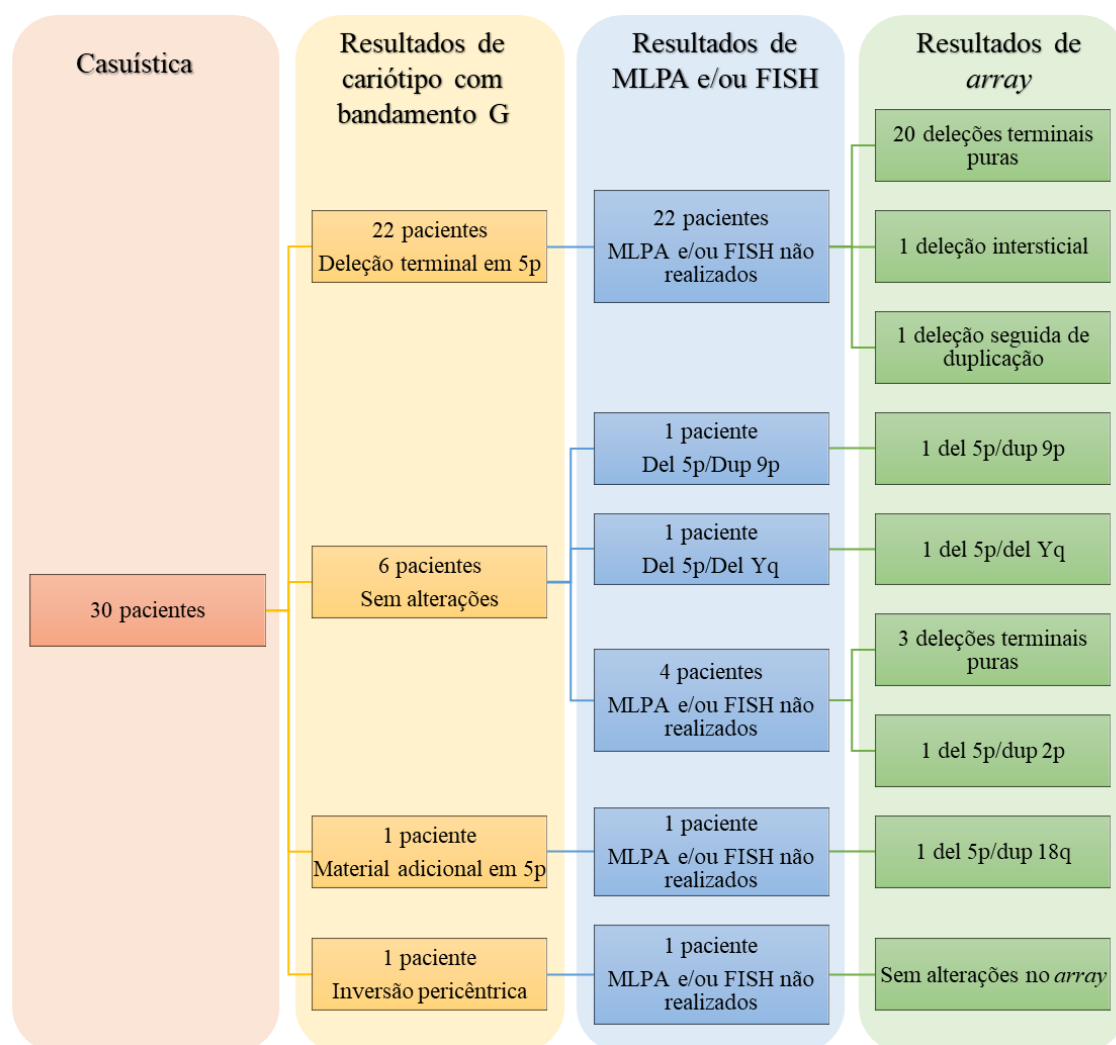 Casuística
30 pacientes
Resultados de
cariótipo com
bandamento G
22 pacientes
Deleção terminal em 5p
6 pacientes
Sem alterações
1 paciente
Material adicional em 5p
1 paciente
Inversão pericêntrica
Resultados de
MLPA e/ou FISH
22 pacientes
MLPA e/ou FISH não
realizados
1 paciente
Del 5p/Dup 9p
1 paciente
Del 5p/Del Yq
4 pacientes
MLPA e/ou FISH não
realizados
1 paciente
MLPA e/ou FISH não
realizados
1 paciente
MLPA e/ou FISH não
realizados
Resultados de
array
20 deleções terminais
puras
1 deleção intersticial
1 deleção seguida de
duplicação
1 del 5p/dup 9p
1 del 5p/del Yq
3 deleções terminais
puras
1 del 5p/dup 2p
1 del 5p/dup 18q
Sem alterações no array